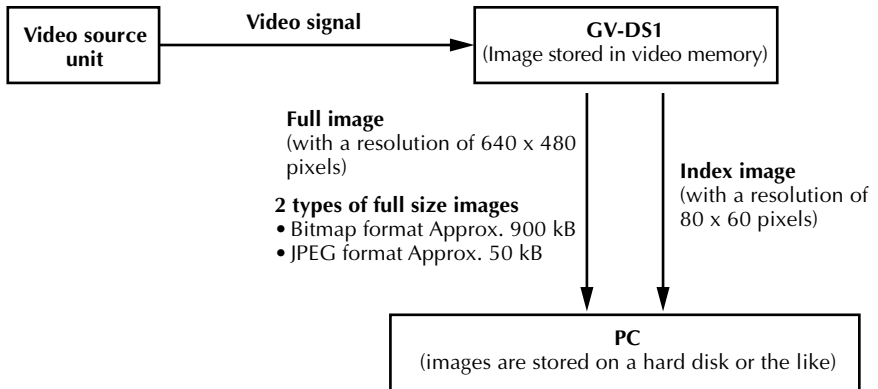 Video source
unit
Video signal
GV-DS1
(Image stored in video memory)
Full image
(with a resolution of 640 x 480
pixels)
2 types of full size images
• Bitmap format Approx. 900 kB
• JPEG format Approx. 50 kB
Index image
(with a resolution of
80 x 60 pixels)
PC
(images are stored on a hard disk or the like)